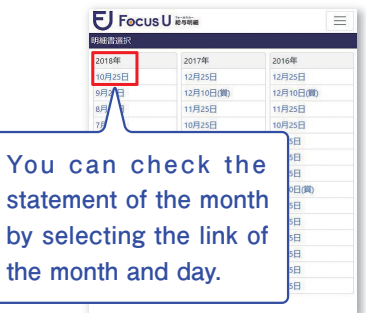 Focus U 給与明細
明細書選択
2018年 2017年 2016年
10月25日 12月25日 12月25日
12月10日(賞) 12月10日(賞)
11月25日 11月25日
10月25日 10月25日
You can check the
statement of the month
by selecting the link of
the month and day.